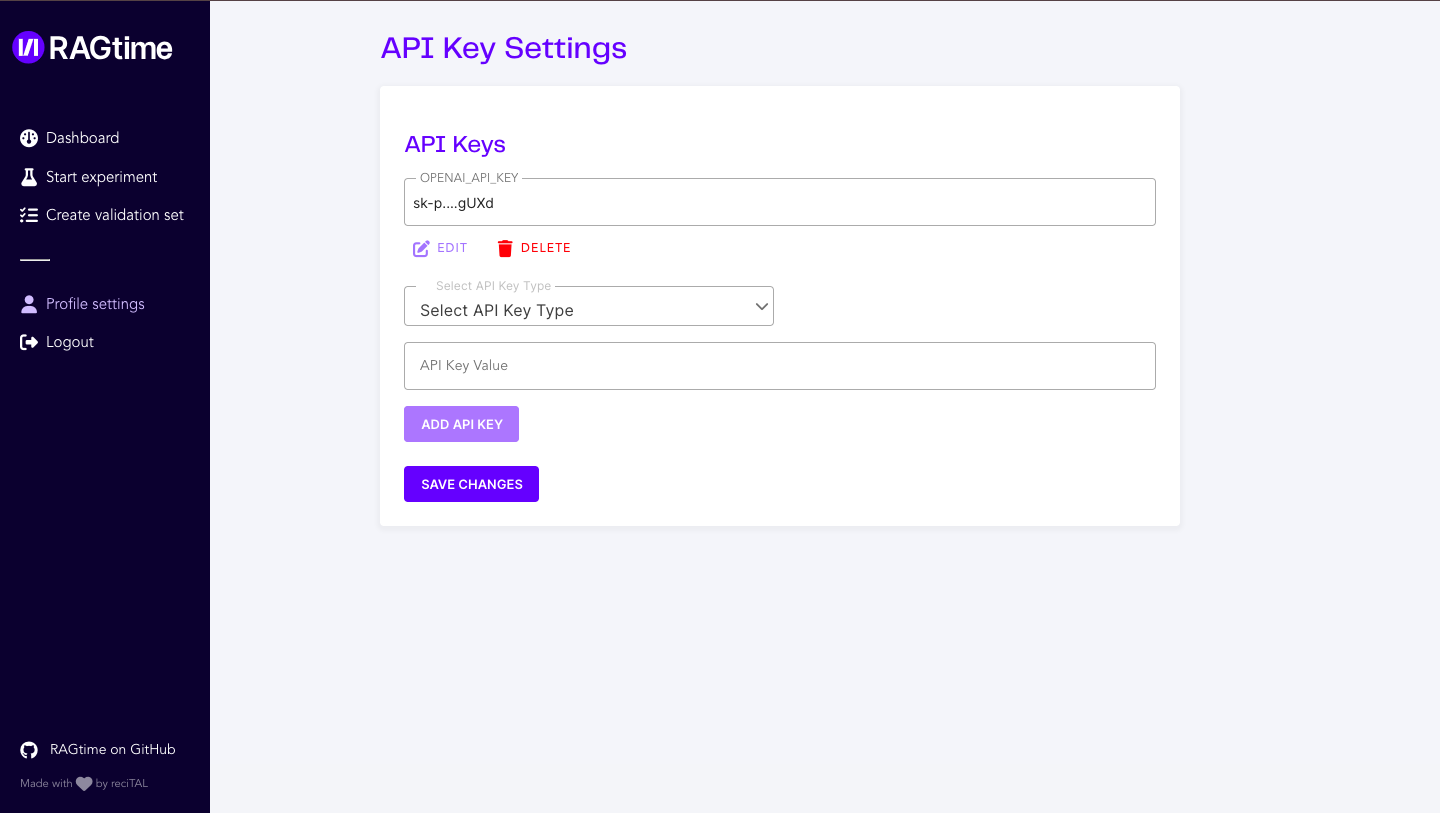 RAGtime
Dashboard
Start experiment
Create validation set
Profile settings
Logout
RAGtime on GitHub
Made with by reciTAL
API Key Settings
API Keys
OPENAI_API_KEY
sk-p....gUXd
EDIT DELETE
Select API Key Type
Select API Key Type
API Key Value
ADD API KEY
SAVE CHANGES